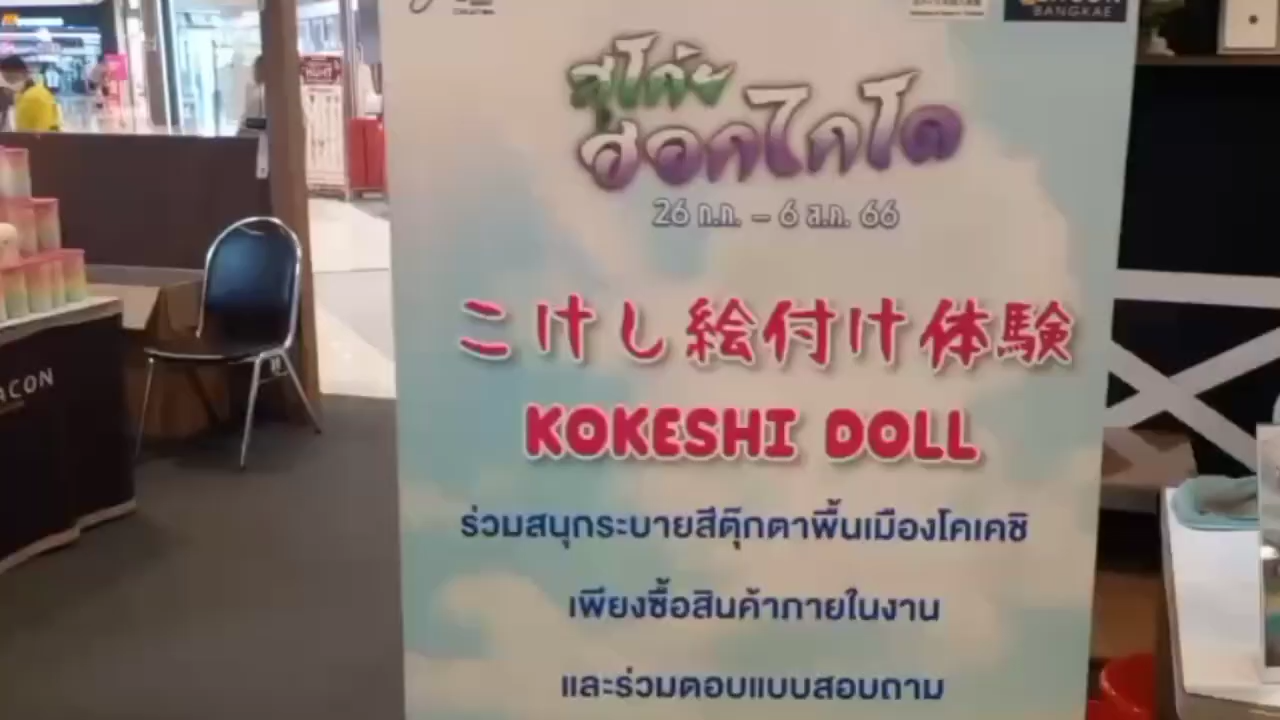 BANGKAE
สุโก้ย
ฮอกไกโด
26 ก.ค. – 6 ส.ค. 66
こけし絵付け体験
KOKESHI DOLL
ร่วมสนุกระบายสีตุ๊กตาพื้นเมืองโคเคชิ
เพียงซื้อสินค้าภายในงาน
และร่วมตอบแบบสอบถาม
ACON